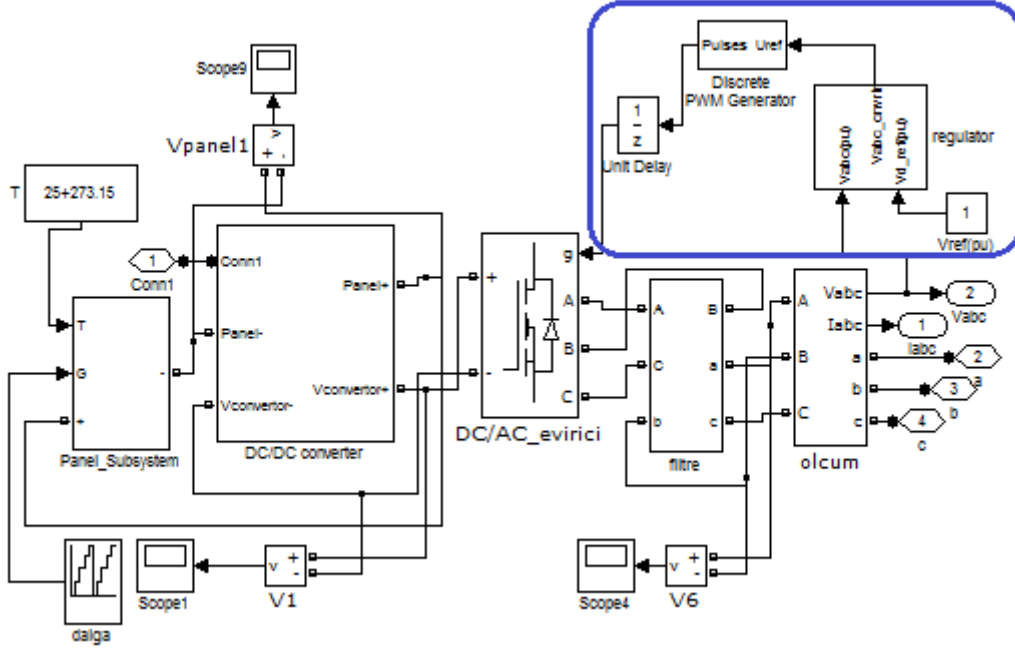 Scope9
Vpanel1
v
+ -
T
25+273.15
1
Conn1
T
G
+
-
Panel_Subsystem
dalga
Conn1
Panel+
Panel-
Vconvertor+
Vconvertor-
DC/DC converter
Scope1
v
+
-
V1
+
-
g
A
B
C
DC/AC_evirici
Pulses Uref
Discrete
PWM Generator
1
z
Unit Delay
Vabc(pu)
Vd_ref(pu)
regulator
1
Vref(pu)
A
B
C
a
b
c
filtre
Scope4
v
+
-
V6
A
B
C
Vabc
Iabc
a
b
c
olcum
2
Vabc
1
Iabc
2
a
3
b
4
c